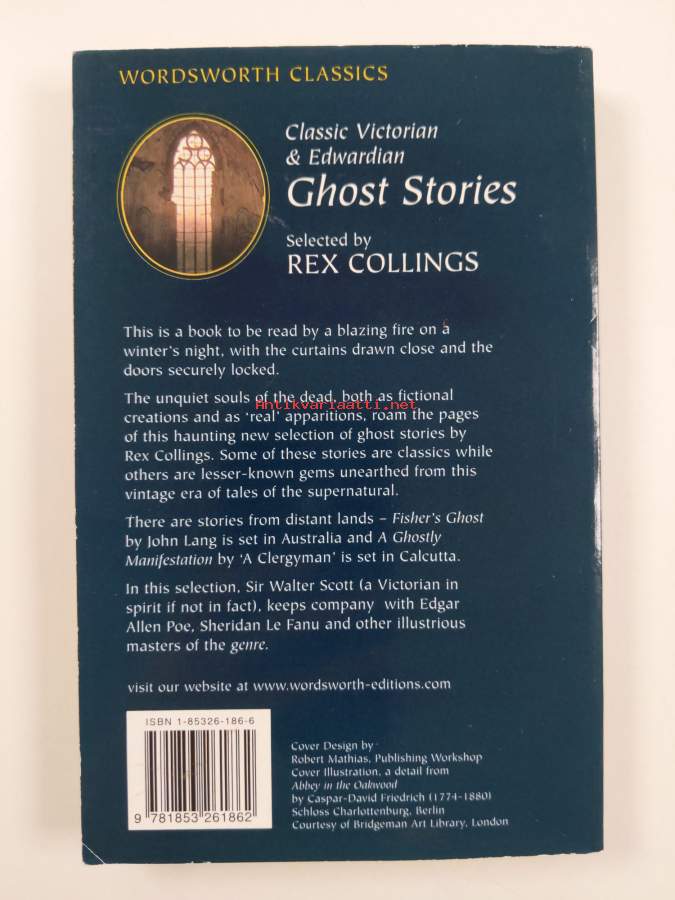 WORDSWORTH CLASSICS
Classic Victorian
& Edwardian
Ghost Stories
Selected by
REX COLLINGS
This is a book to be read by a blazing fire on a
winter's night, with the curtains drawn close and the
doors securely locked.
The unquiet souls of the dead, both as fictional
Antikvariaatti.net
creations and as 'real' apparitions, roam the pages
of this haunting new selection of ghost stories by
Rex Collings. Some of these stories are classics while
others are lesser-known gems unearthed from this
vintage era of tales of the supernatural.
There are stories from distant lands – Fisher's Ghost
by John Lang is set in Australia and A Ghostly
Manifestation by 'A Clergyman' is set in Calcutta.
In this selection, Sir Walter Scott (a Victorian in
spirit if not in fact), keeps company with Edgar
Allen Poe, Sheridan Le Fanu and other illustrious
masters of the genre.
visit our website at www.wordsworth-editions.com
ISBN 1-85326-186-6
9 781853 261862
Cover Design by
Robert Mathias, Publishing Workshop
Cover Illustration, a detail from
Abbey in the Oakwood
by Caspar-David Friedrich (1774-1880)
Schloss Charlottenburg, Berlin
Courtesy of Bridgeman Art Library, London